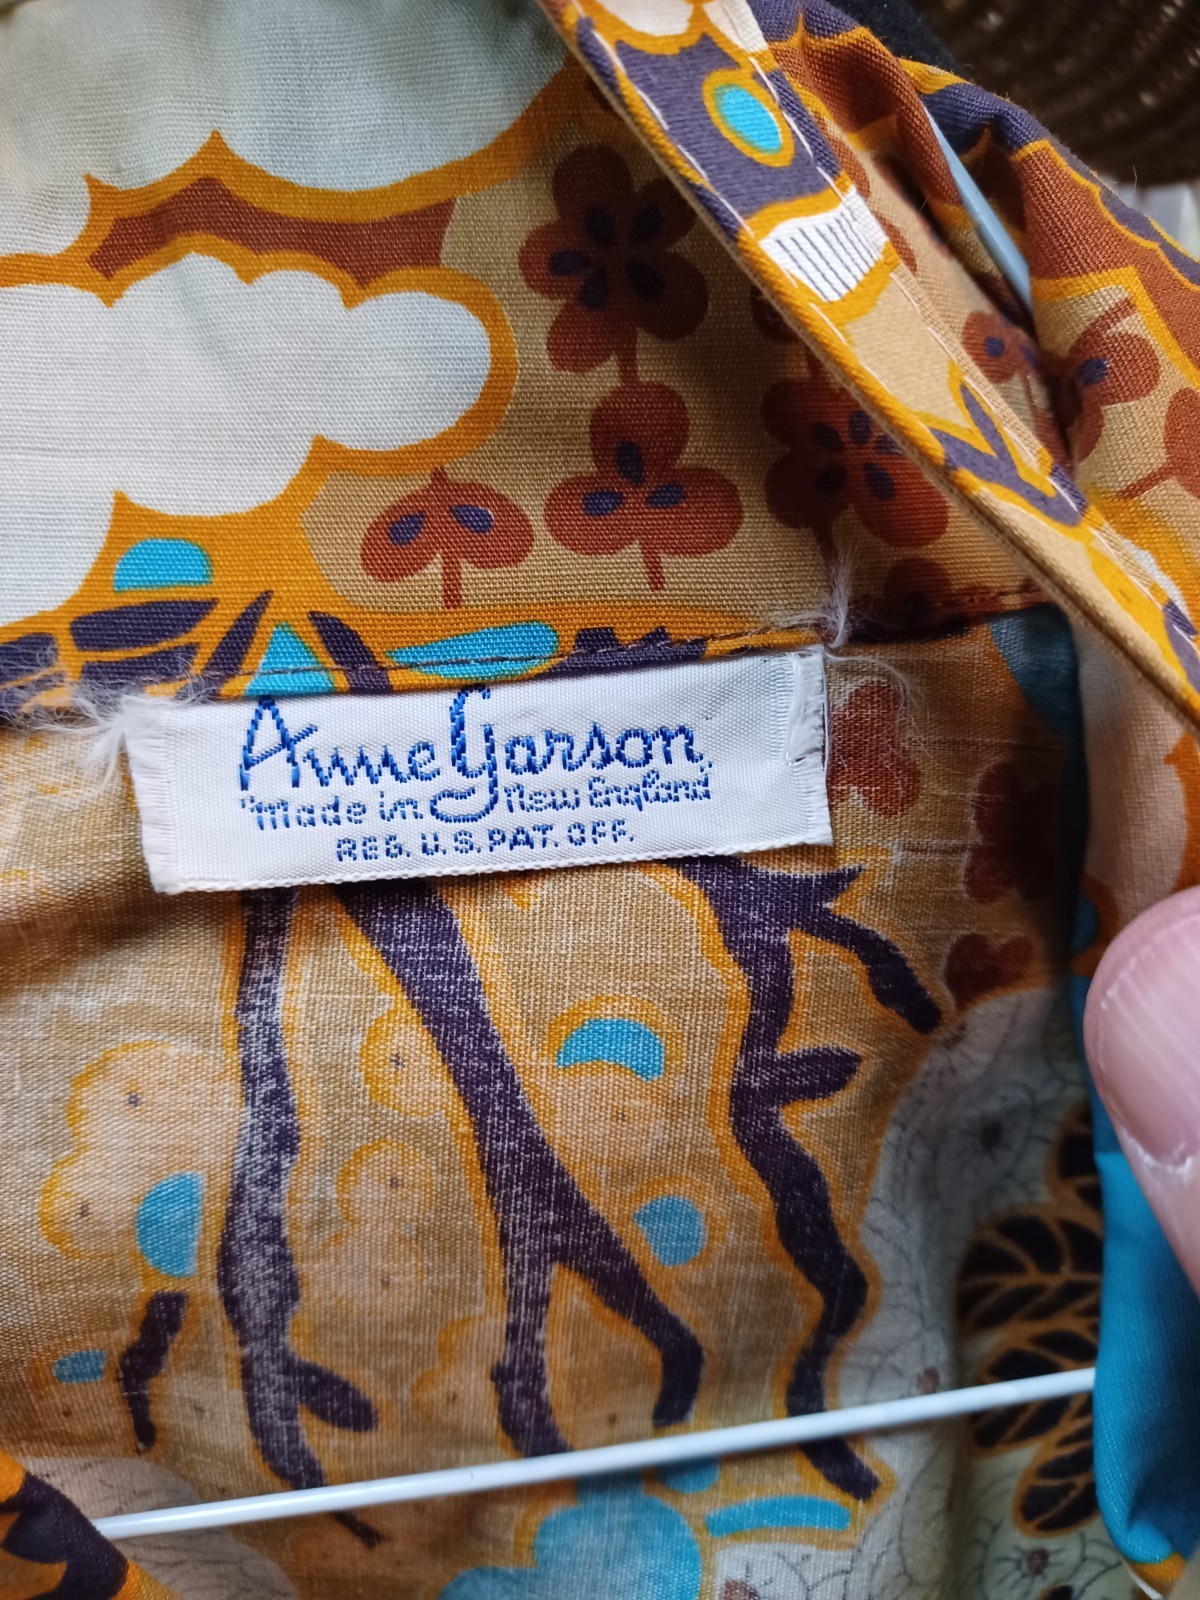 Anne Garson
"Made in New England
REG. U.S. PAT. OFF.